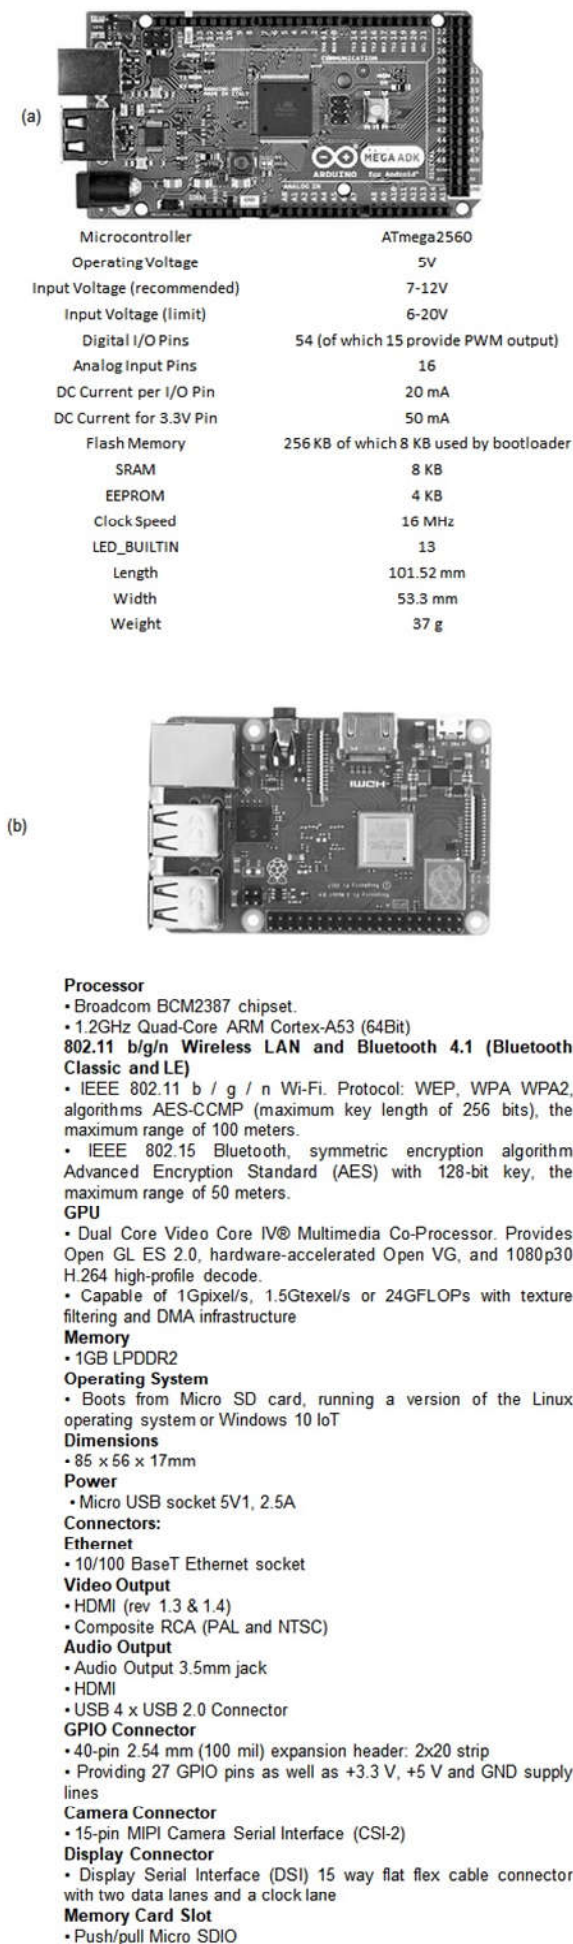 (a)
COMMUNICATION
ARDUINO
MEGA ADK
For Android
ANALOG IN
Microcontroller ATmega2560
Operating Voltage 5V
Input Voltage (recommended) 7-12V
Input Voltage (limit) 6-20V
Digital I/O Pins 54 (of which 15 provide PWM output)
Analog Input Pins 16
DC Current per I/O Pin 20 mA
DC Current for 3.3V Pin 50 mA
Flash Memory 256 KB of which 8 KB used by bootloader
SRAM 8 KB
EEPROM 4 KB
Clock Speed 16 MHz
LED_BUILTIN 13
Length 101.52 mm
Width 53.3 mm
Weight 37 g
(b)
HDMI
Processor
• Broadcom BCM2387 chipset.
• 1.2GHz Quad-Core ARM Cortex-A53 (64Bit)
802.11 b/g/n Wireless LAN and Bluetooth 4.1 (Bluetooth
Classic and LE)
• IEEE 802.11 b / g / n Wi-Fi. Protocol: WEP, WPA WPA2,
algorithms AES-CCMP (maximum key length of 256 bits), the
maximum range of 100 meters.
• IEEE 802.15 Bluetooth, symmetric encryption algorithm
Advanced Encryption Standard (AES) with 128-bit key, the
maximum range of 50 meters.
GPU
• Dual Core Video Core IV® Multimedia Co-Processor. Provides
Open GL ES 2.0, hardware-accelerated Open VG, and 1080p30
H.264 high-profile decode.
• Capable of 1Gpixel/s, 1.5Gtexel/s or 24GFLOPs with texture
filtering and DMA infrastructure
Memory
• 1GB LPDDR2
Operating System
• Boots from Micro SD card, running a version of the Linux
operating system or Windows 10 IoT
Dimensions
• 85 x 56 x 17mm
Power
• Micro USB socket 5V1, 2.5A
Connectors:
Ethernet
• 10/100 BaseT Ethernet socket
Video Output
• HDMI (rev 1.3 & 1.4)
• Composite RCA (PAL and NTSC)
Audio Output
• Audio Output 3.5mm jack
• HDMI
• USB 4 x USB 2.0 Connector
GPIO Connector
• 40-pin 2.54 mm (100 mil) expansion header: 2x20 strip
• Providing 27 GPIO pins as well as +3.3 V, +5 V and GND supply
lines
Camera Connector
• 15-pin MIPI Camera Serial Interface (CSI-2)
Display Connector
• Display Serial Interface (DSI) 15 way flat flex cable connector
with two data lanes and a clock lane
Memory Card Slot
• Push/pull Micro SDIO